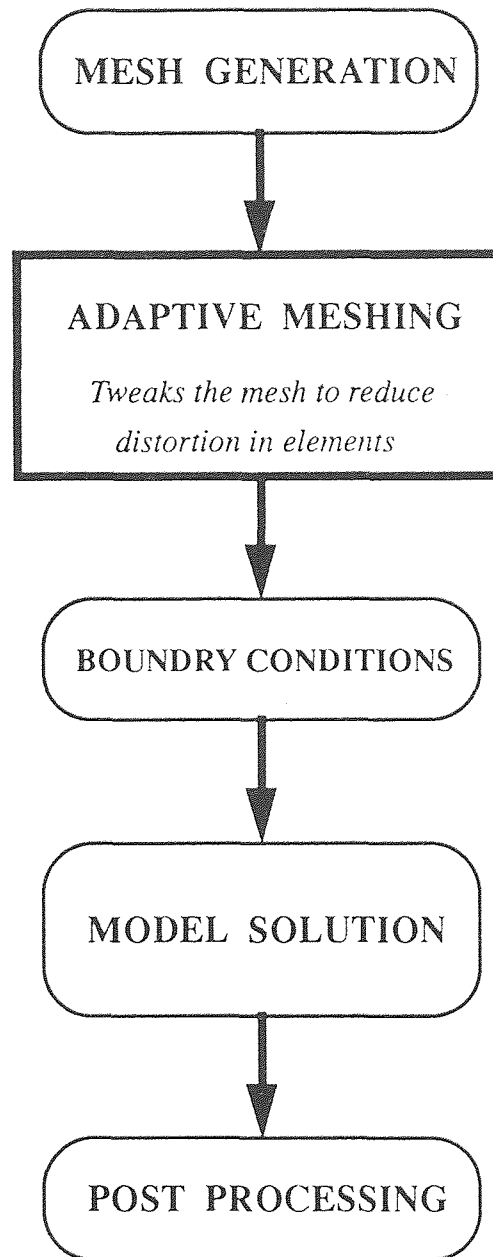 MESH GENERATION
ADAPTIVE MESHING
Tweaks the mesh to reduce
distortion in elements
BOUNDRY CONDITIONS
MODEL SOLUTION
POST PROCESSING